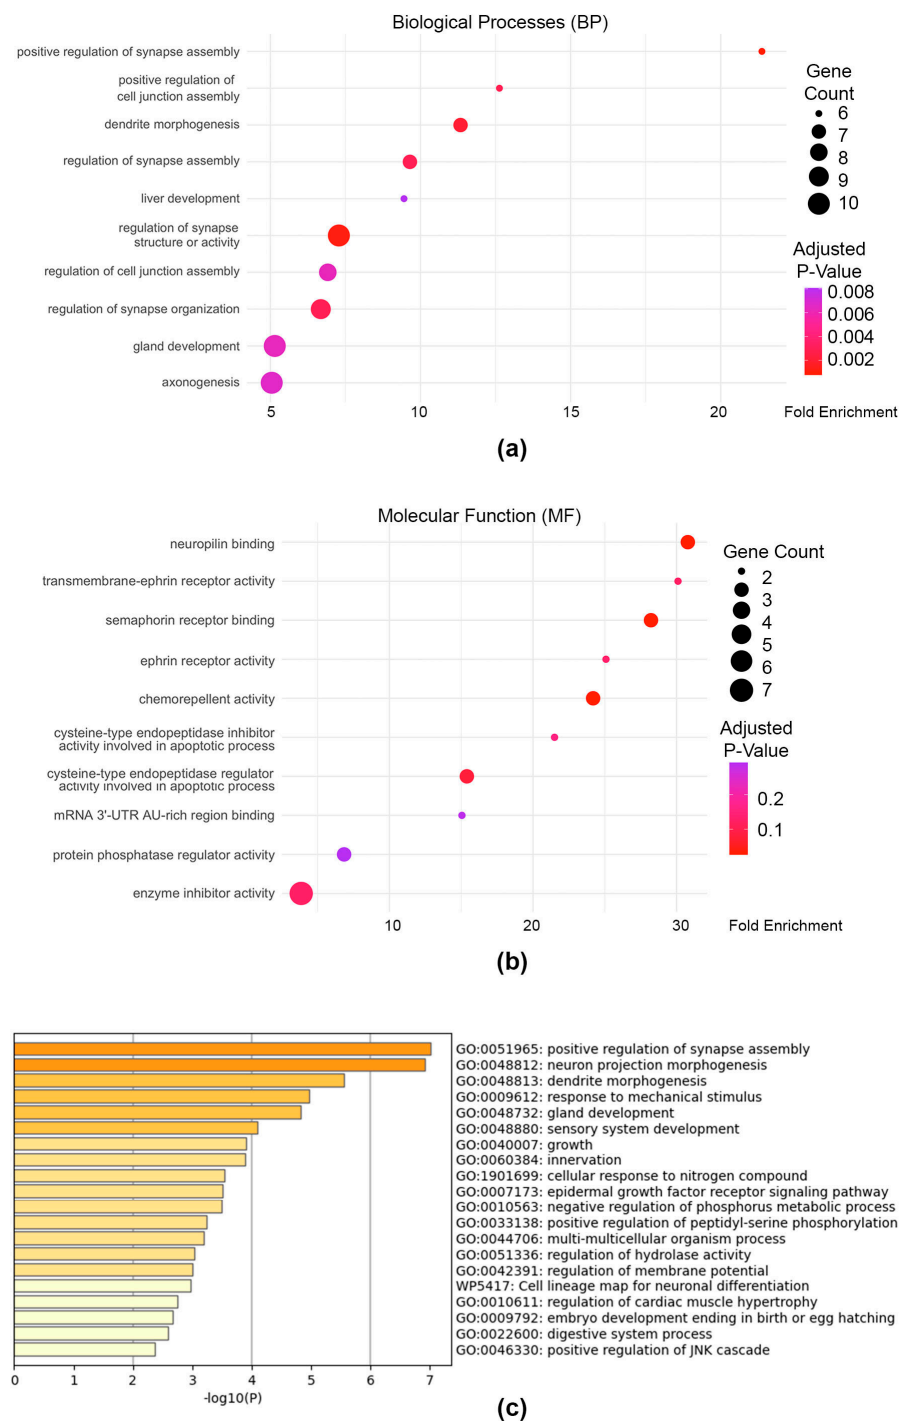 Biological Processes (BP)
positive regulation of synapse assembly
positive regulation of
cell junction assembly
dendrite morphogenesis
regulation of synapse assembly
liver development
regulation of synapse
structure or activity
regulation of cell junction assembly
regulation of synapse organization
gland development
axonogenesis
5 10 15 20 Fold Enrichment
Gene
Count
6
7
8
9
10
Adjusted
P-Value
0.008
0.006
0.004
0.002
(a)
Molecular Function (MF)
neuropilin binding
transmembrane-ephrin receptor activity
semaphorin receptor binding
ephrin receptor activity
chemorepellent activity
cysteine-type endopeptidase inhibitor
activity involved in apoptotic process
cysteine-type endopeptidase regulator
activity involved in apoptotic process
mRNA 3'-UTR AU-rich region binding
protein phosphatase regulator activity
enzyme inhibitor activity
10 20 30 Fold Enrichment
Gene Count
2
3
4
5
6
7
Adjusted
P-Value
0.2
0.1
(b)
GO:0051965: positive regulation of synapse assembly
GO:0048812: neuron projection morphogenesis
GO:0048813: dendrite morphogenesis
GO:0009612: response to mechanical stimulus
GO:0048732: gland development
GO:0048880: sensory system development
GO:0040007: growth
GO:0060384: innervation
GO:1901699: cellular response to nitrogen compound
GO:0007173: epidermal growth factor receptor signaling pathway
GO:0010563: negative regulation of phosphorus metabolic process
GO:0033138: positive regulation of peptidyl-serine phosphorylation
GO:0044706: multi-multicellular organism process
GO:0051336: regulation of hydrolase activity
GO:0042391: regulation of membrane potential
WP5417: Cell lineage map for neuronal differentiation
GO:0010611: regulation of cardiac muscle hypertrophy
GO:0009792: embryo development ending in birth or egg hatching
GO:0022600: digestive system process
GO:0046330: positive regulation of JNK cascade
0 1 2 3 4 5 6 7
-log10(P)
(c)